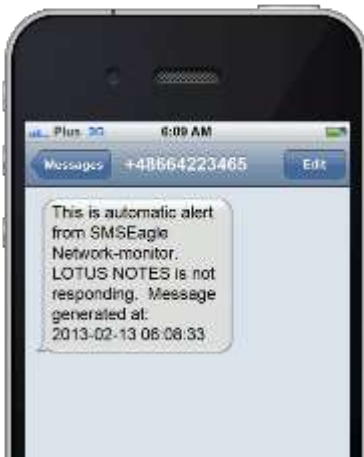 Plus 3G 6:09 AM
Messages +48664223465 Edit
This is automatic alert
from SMSEagle
Network-monitor.
LOTUS NOTES is not
responding. Message
generated at:
2013-02-13 06:08:33